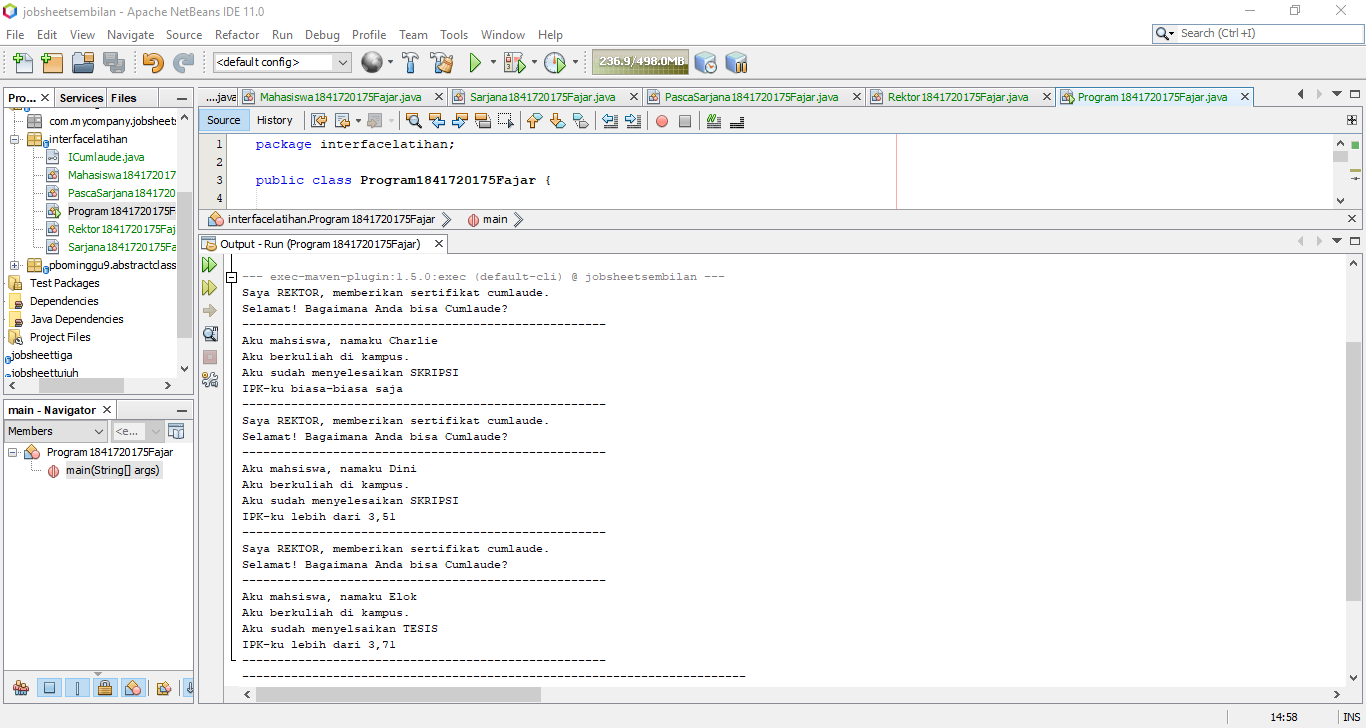 jobsheetsembilan - Apache NetBeans IDE 11.0
File Edit View Navigate Source Refactor Run Debug Profile Team Tools Window Help
Search (Ctrl+I)
<default config>
236.9/498.0MB
Pro... Services Files
...java Mahasiswa1841720175Fajar.java Sarjana1841720175Fajar.java PascaSarjana1841720175Fajar.java Rektor1841720175Fajar.java Program1841720175Fajar.java
Source History
com.mycompany.jobsheet
interfacelatihan
ICumlaude.java
Mahasiswa184172017
PascaSarjana184172
Program1841720175F
Rektor1841720175Faj
Sarjana1841720175Fa
pbominggu9.abstractclass
Test Packages
Dependencies
Java Dependencies
Project Files
jobsheettiga
jobsheettujuh
1 package interfacelatihan;
2
3 public class Program1841720175Fajar {
4
interfacelatihan.Program1841720175Fajar main
Output - Run (Program1841720175Fajar)
--- exec-maven-plugin:1.5.0:exec (default-cli) @ jobsheetsembilan ---
Saya REKTOR, memberikan sertifikat cumlaude.
Selamat! Bagaimana Anda bisa Cumlaude?
----------------------------------------------------
Aku mahsiswa, namaku Charlie
Aku berkuliah di kampus.
Aku sudah menyelesaikan SKRIPSI
IPK-ku biasa-biasa saja
----------------------------------------------------
Saya REKTOR, memberikan sertifikat cumlaude.
Selamat! Bagaimana Anda bisa Cumlaude?
----------------------------------------------------
Aku mahsiswa, namaku Dini
Aku berkuliah di kampus.
Aku sudah menyelesaikan SKRIPSI
IPK-ku lebih dari 3,51
----------------------------------------------------
Saya REKTOR, memberikan sertifikat cumlaude.
Selamat! Bagaimana Anda bisa Cumlaude?
----------------------------------------------------
Aku mahsiswa, namaku Elok
Aku berkuliah di kampus.
Aku sudah menyelsaikan TESIS
IPK-ku lebih dari 3,71
----------------------------------------------------
------------------------------------------------------------------------
main - Navigator
Members <e...
Program1841720175Fajar
main(String[] args)
14:58 INS